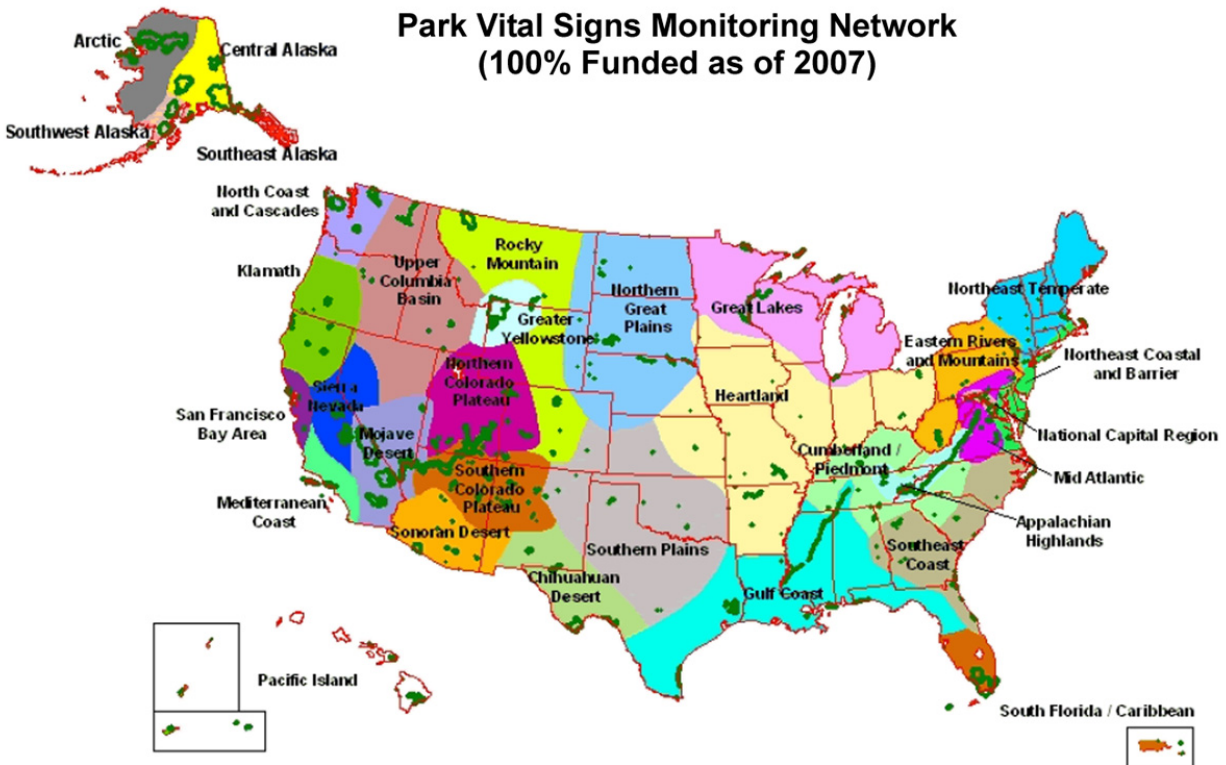 Park Vital Signs Monitoring Network
(100% Funded as of 2007)
Arctic
Central Alaska
Southwest Alaska
Southeast Alaska
North Coast
and Cascades
Klamath
Upper
Columbia
Basin
Rocky
Mountain
Greater
Yellowstone
Northern
Great
Plains
Great Lakes
Northeast Temperate
Eastern Rivers
and Mountains
Northeast Coastal
and Barrier
Northern
Colorado
Plateau
Sierra
Nevada
San Francisco
Bay Area
Mojave
Desert
Heartland
National Capital Region
Cumberland /
Piedmont
Mid Atlantic
Southern
Colorado
Plateau
Mediterranean
Coast
Sonoran Desert
Appalachian
Highlands
Southern Plains
Southeast
Coast
Chihuahuan
Desert
Gulf Coast
Pacific Island
South Florida / Caribbean